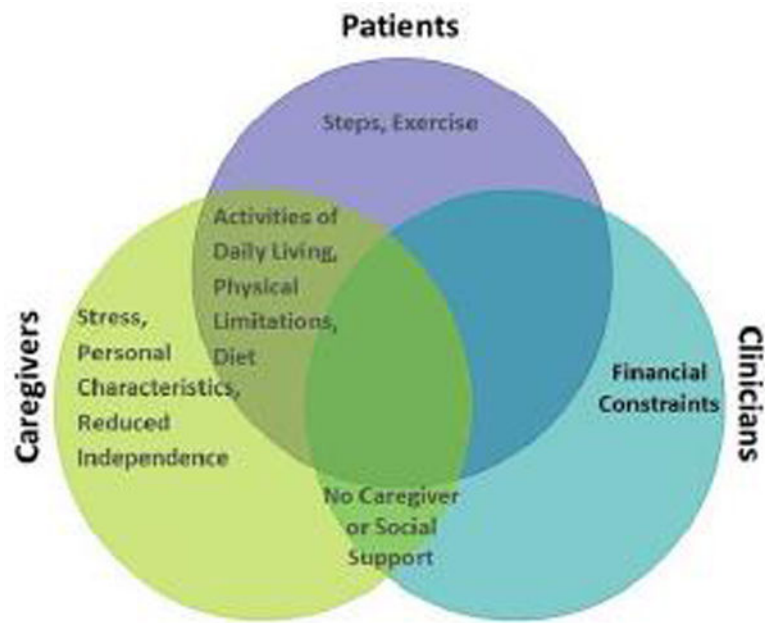 Patients
Steps, Exercise
Activities of
Daily Living,
Physical
Limitations,
Diet
Stress,
Personal
Characteristics,
Reduced
Independence
Caregivers
Financial
Constraints
Clinicians
No Caregiver
or Social
Support